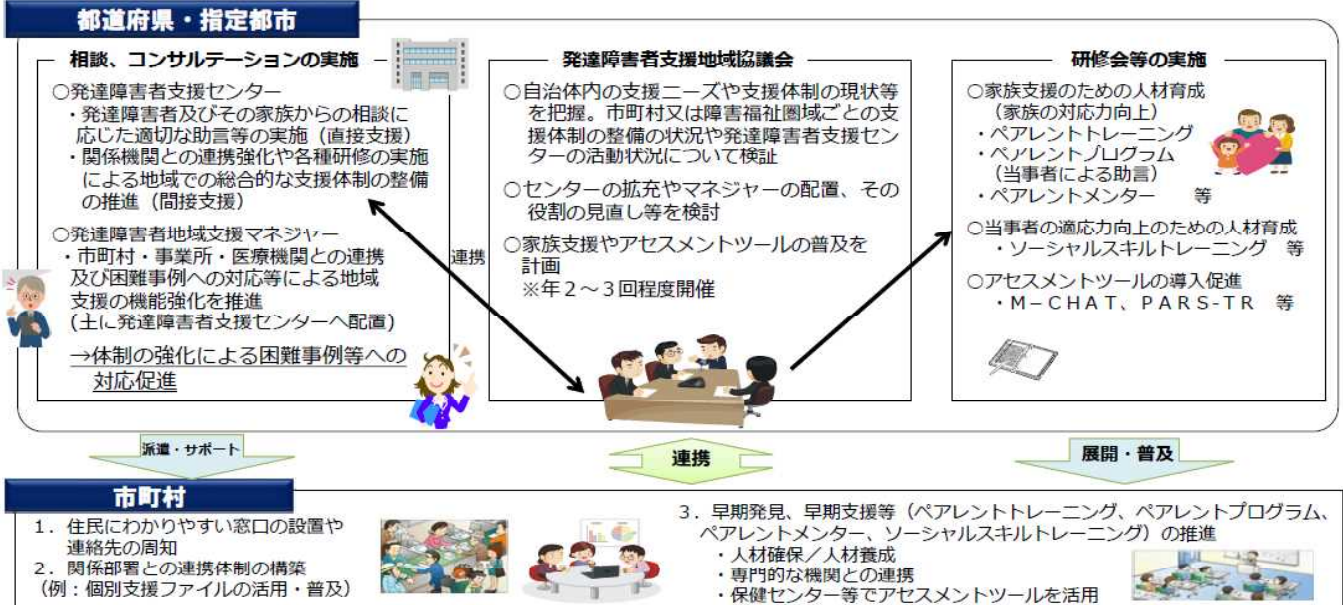 都道府県・指定都市
相談、コンサルテーションの実施
○発達障害者支援センター
・発達障害者及びその家族からの相談に
応じた適切な助言等の実施（直接支援）
・関係機関との連携強化や各種研修の実施
による地域での総合的な支援体制の整備
の推進（間接支援）
○発達障害者地域支援マネジャー
・市町村・事業所・医療機関との連携
及び困難事例への対応等による地域
支援の機能強化を推進
(主に発達障害者支援センターへ配置)
→体制の強化による困難事例等への
対応促進
連携
発達障害者支援地域協議会
○自治体内の支援ニーズや支援体制の現状等
を把握。市町村又は障害福祉圏域ごとの支
援体制の整備の状況や発達障害者支援セン
ターの活動状況について検証
○センターの拡充やマネジャーの配置、その
役割の見直し等を検討
○家族支援やアセスメントツールの普及を
計画
※年２～３回程度開催
研修会等の実施
○家族支援のための人材育成
（家族の対応力向上）
・ペアレントトレーニング
・ペアレントプログラム
（当事者による助言）
・ペアレントメンター　等
○当事者の適応力向上のための人材育成
・ソーシャルスキルトレーニング　等
○アセスメントツールの導入促進
・Ｍ－ＣＨＡＴ、ＰＡＲＳ-ＴＲ　等
派遣・サポート
連携
展開・普及
市町村
１．住民にわかりやすい窓口の設置や
連絡先の周知
２．関係部署との連携体制の構築
（例：個別支援ファイルの活用・普及）
３．早期発見、早期支援等（ペアレントトレーニング、ペアレントプログラム、
ペアレントメンター、ソーシャルスキルトレーニング）の推進
・人材確保／人材養成
・専門的な機関との連携
・保健センター等でアセスメントツールを活用